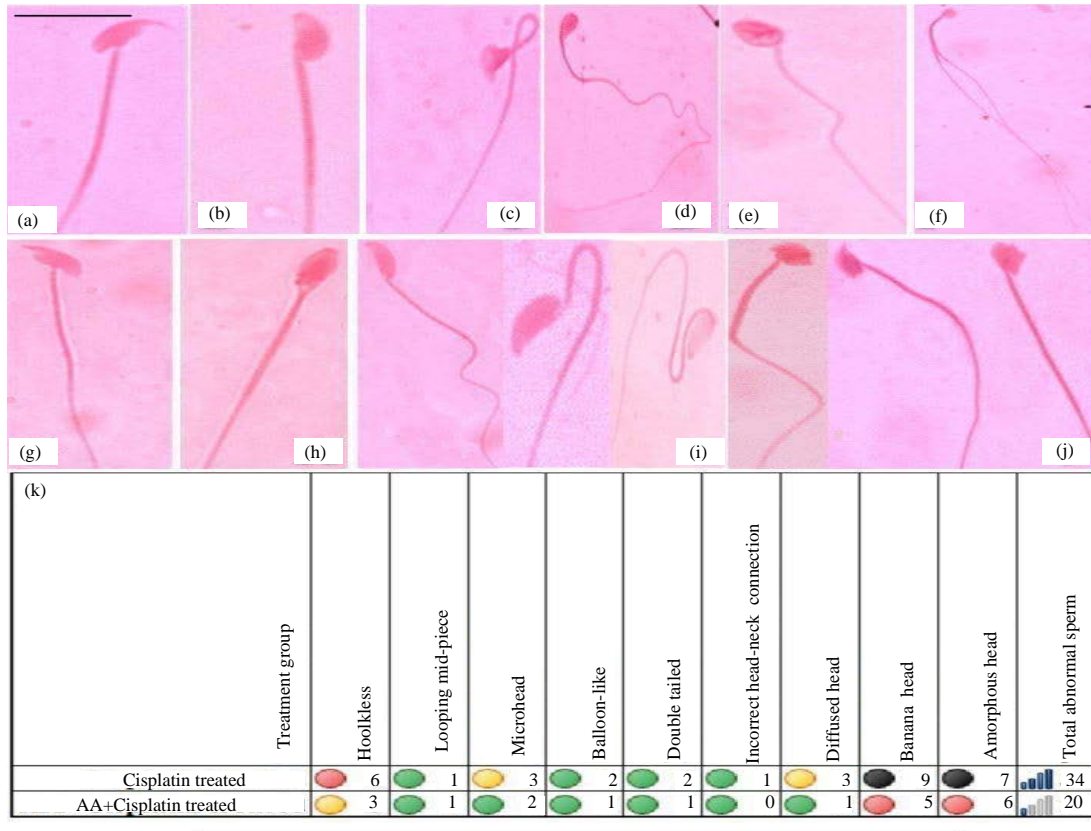 (a)
(b)
(c)
(d)
(e)
(f)
(g)
(h)
(i)
(j)
(k)
Treatment group
Hoolkless
Looping mid-piece
Microhead
Balloon-like
Double tailed
Incorrect head-neck connection
Diffused head
Banana head
Amorphous head
Total abnormal sperm
Cisplatin treated 6 1 3 2 2 1 3 9 7 34
AA+Cisplatin treated 3 1 2 1 1 0 1 5 6 20